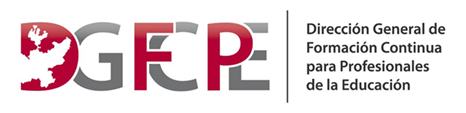 DGFCPE
Dirección General de
Formación Continua
para Profesionales
de la Educación